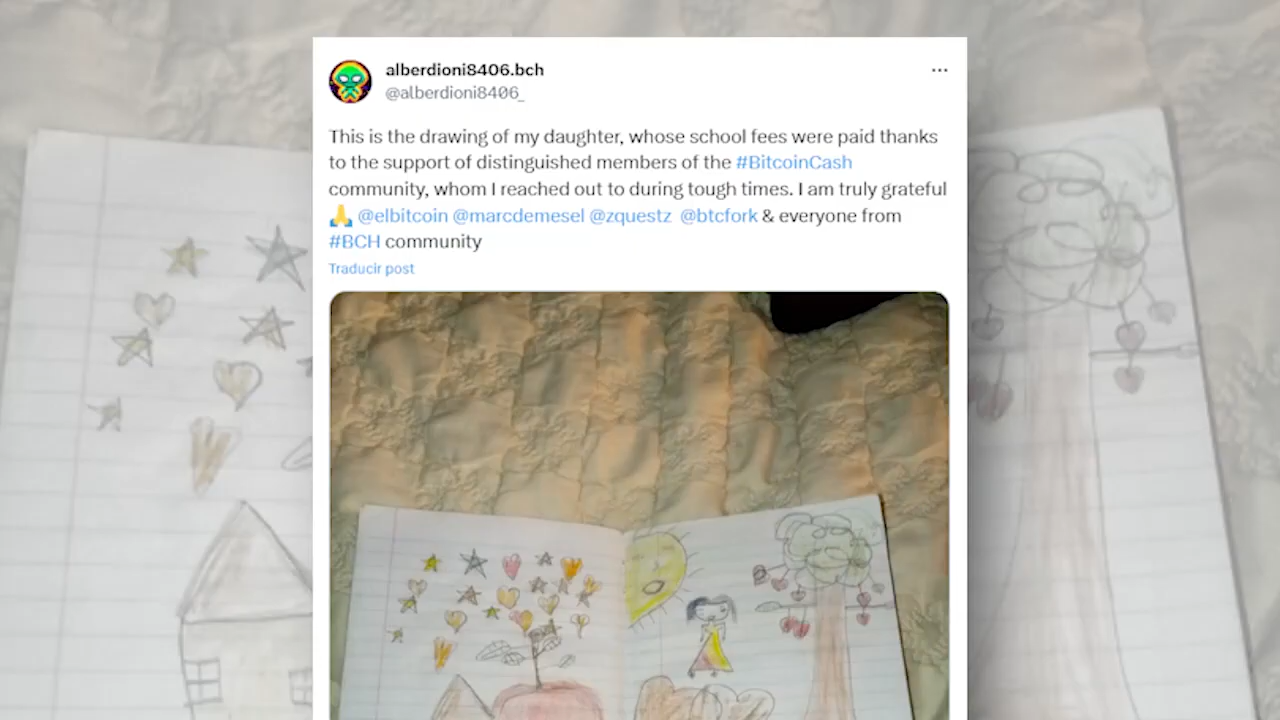 alberdioni8406.bch
@alberdioni8406_
This is the drawing of my daughter, whose school fees were paid thanks
to the support of distinguished members of the #BitcoinCash
community, whom I reached out to during tough times. I am truly grateful
🙏 @elbitcoin @marcdemesel @zquestz @btcfork & everyone from
#BCH community
Traducir post